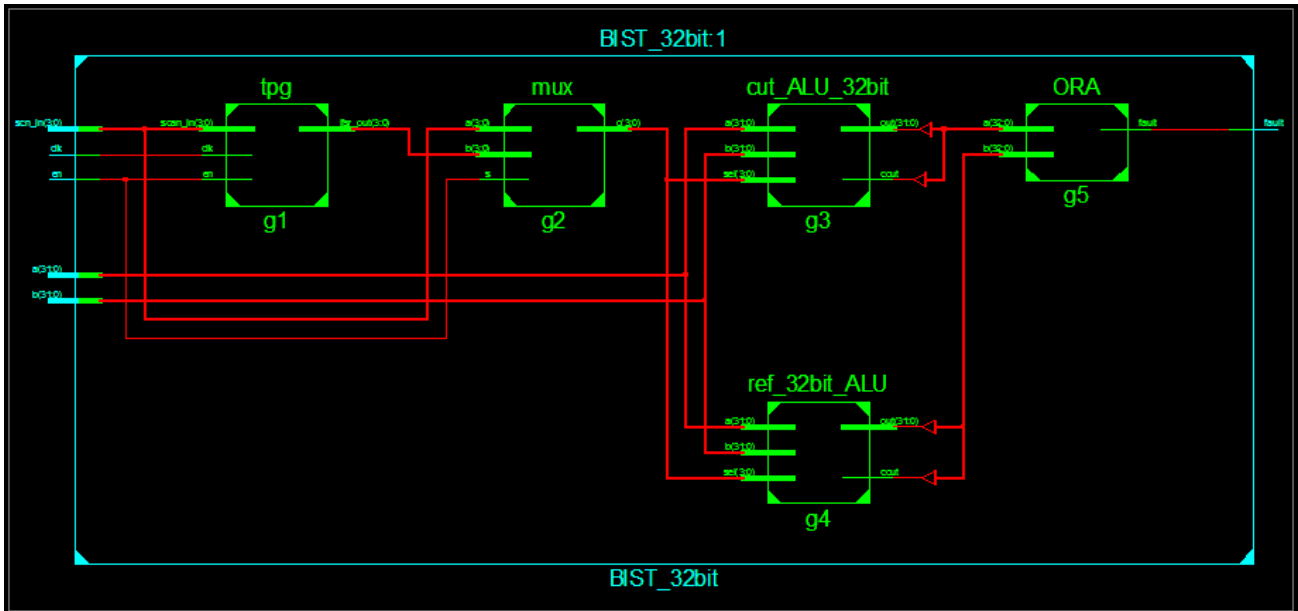 BIST_32bit:1
tpg
mux
cut_ALU_32bit
ORA
scn_in(3:0)
scan_in(3:0)
lfsr_out(3:0)
a(3:0)
c(3:0)
a(31:0)
out(31:0)
a(32:0)
fault
fault
clk
clk
b(3:0)
b(31:0)
b(32:0)
en
en
s
sel(3:0)
cout
g1
g2
g3
g5
a(31:0)
b(31:0)
ref_32bit_ALU
a(31:0)
out(31:0)
b(31:0)
sel(3:0)
cout
g4
BIST_32bit